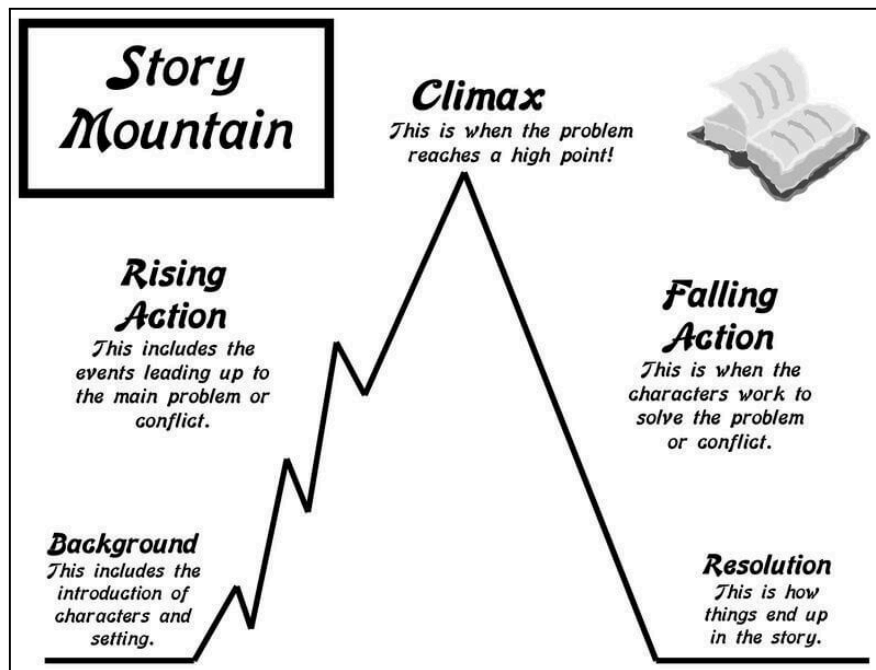 Story
Mountain
Climax
This is when the problem
reaches a high point!
Rising
Action
This includes the
events leading up to
the main problem or
conflict.
Falling
Action
This is when the
characters work to
solve the problem
or conflict.
Background
This includes the
introduction of
characters and
setting.
Resolution
This is how
things end up
in the story.